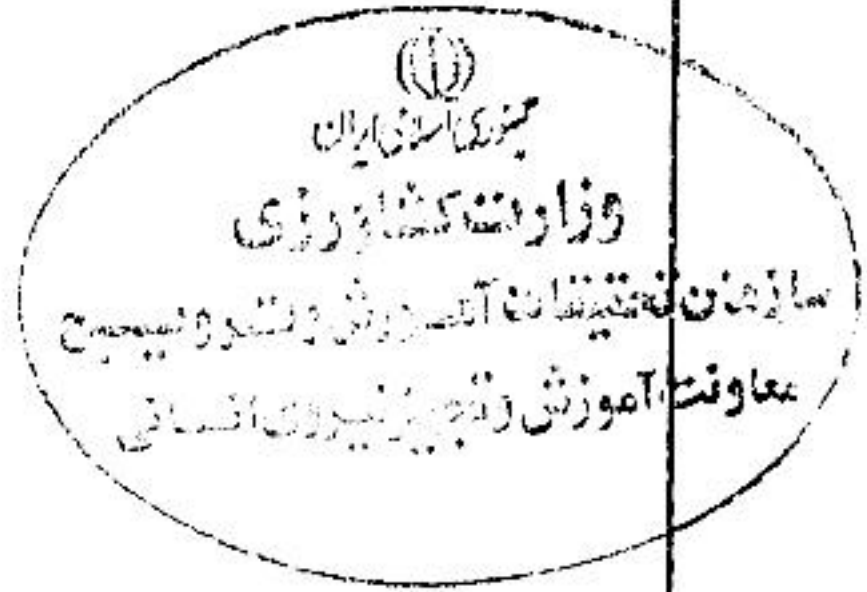 جمهوری اسلامی ایران
وزارت کشاورزی
سازمان تحقیقات آموزش و ترویج
معاونت آموزش و تجهیز نیروی انسانی